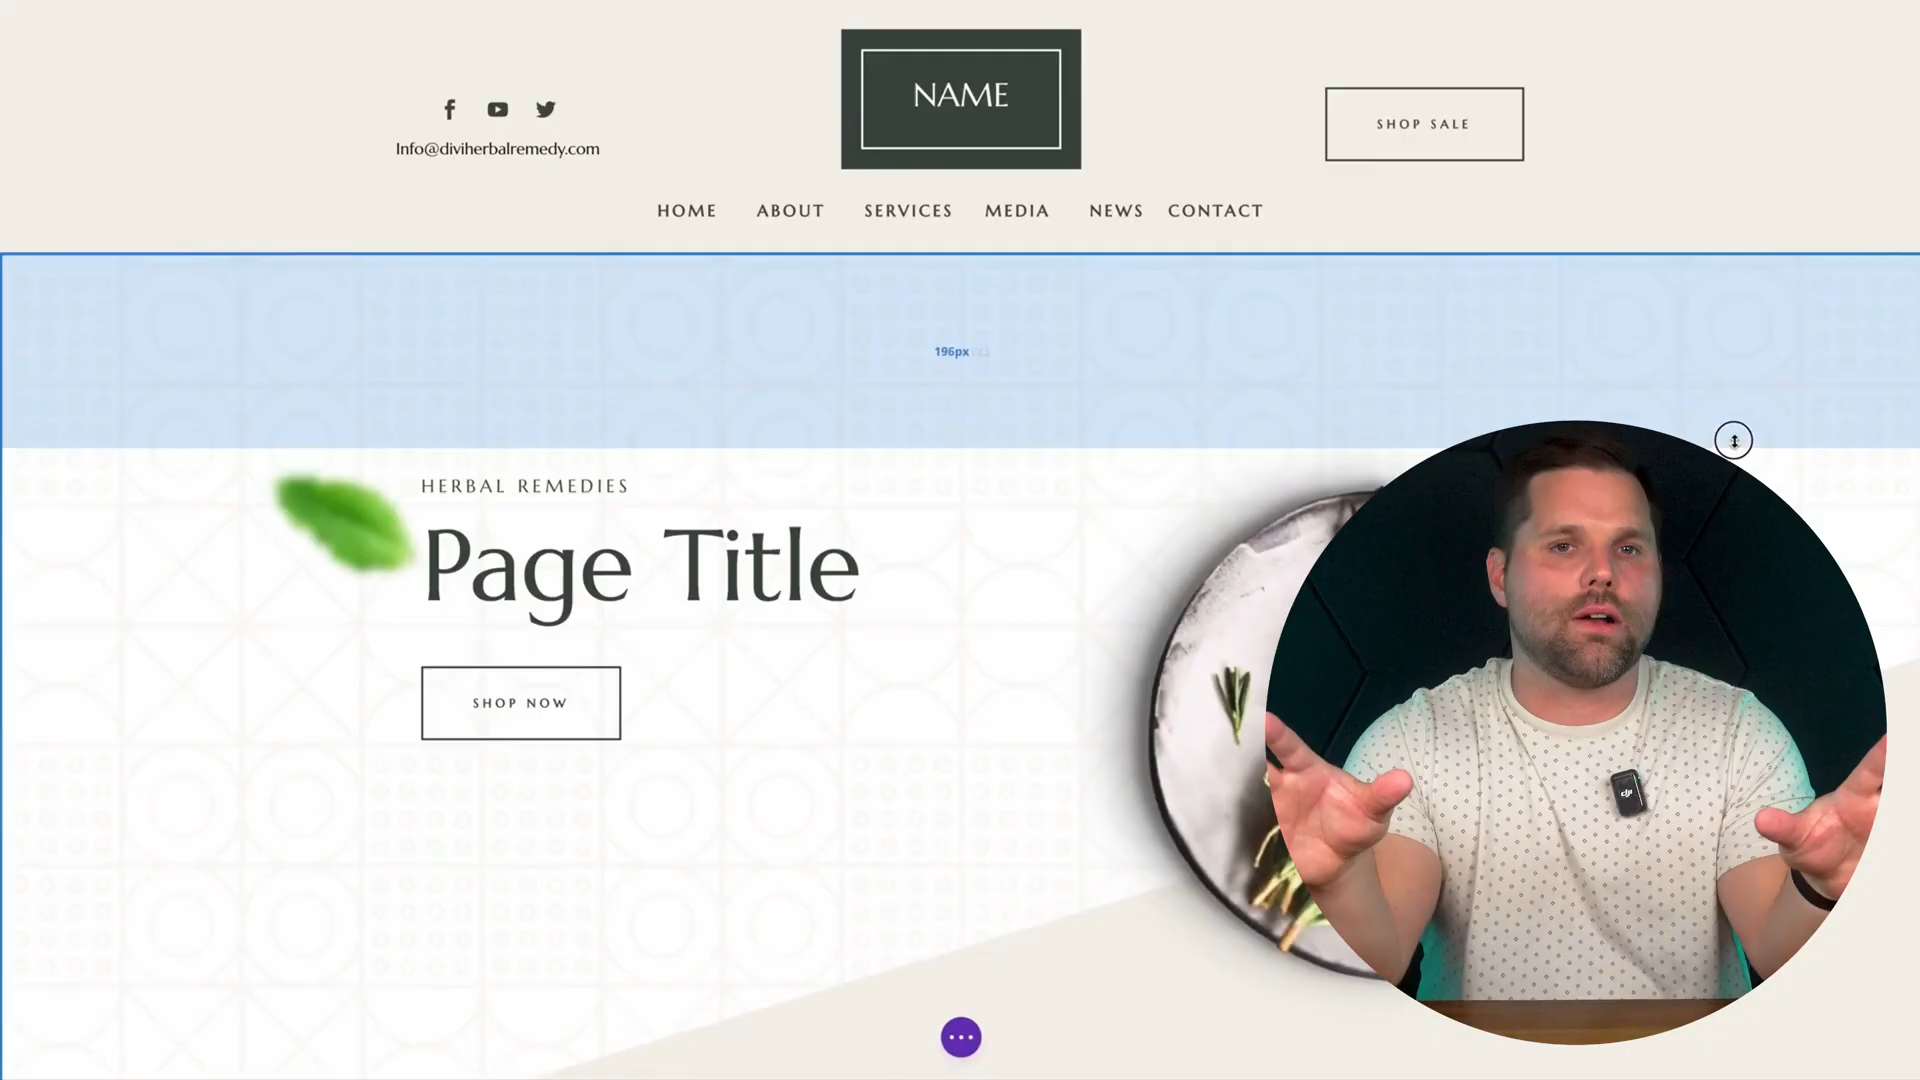 NAME
Info@diviherbalremedy.com
SHOP SALE
HOME ABOUT SERVICES MEDIA NEWS CONTACT
196px
HERBAL REMEDIES
Page Title
SHOP NOW
dji